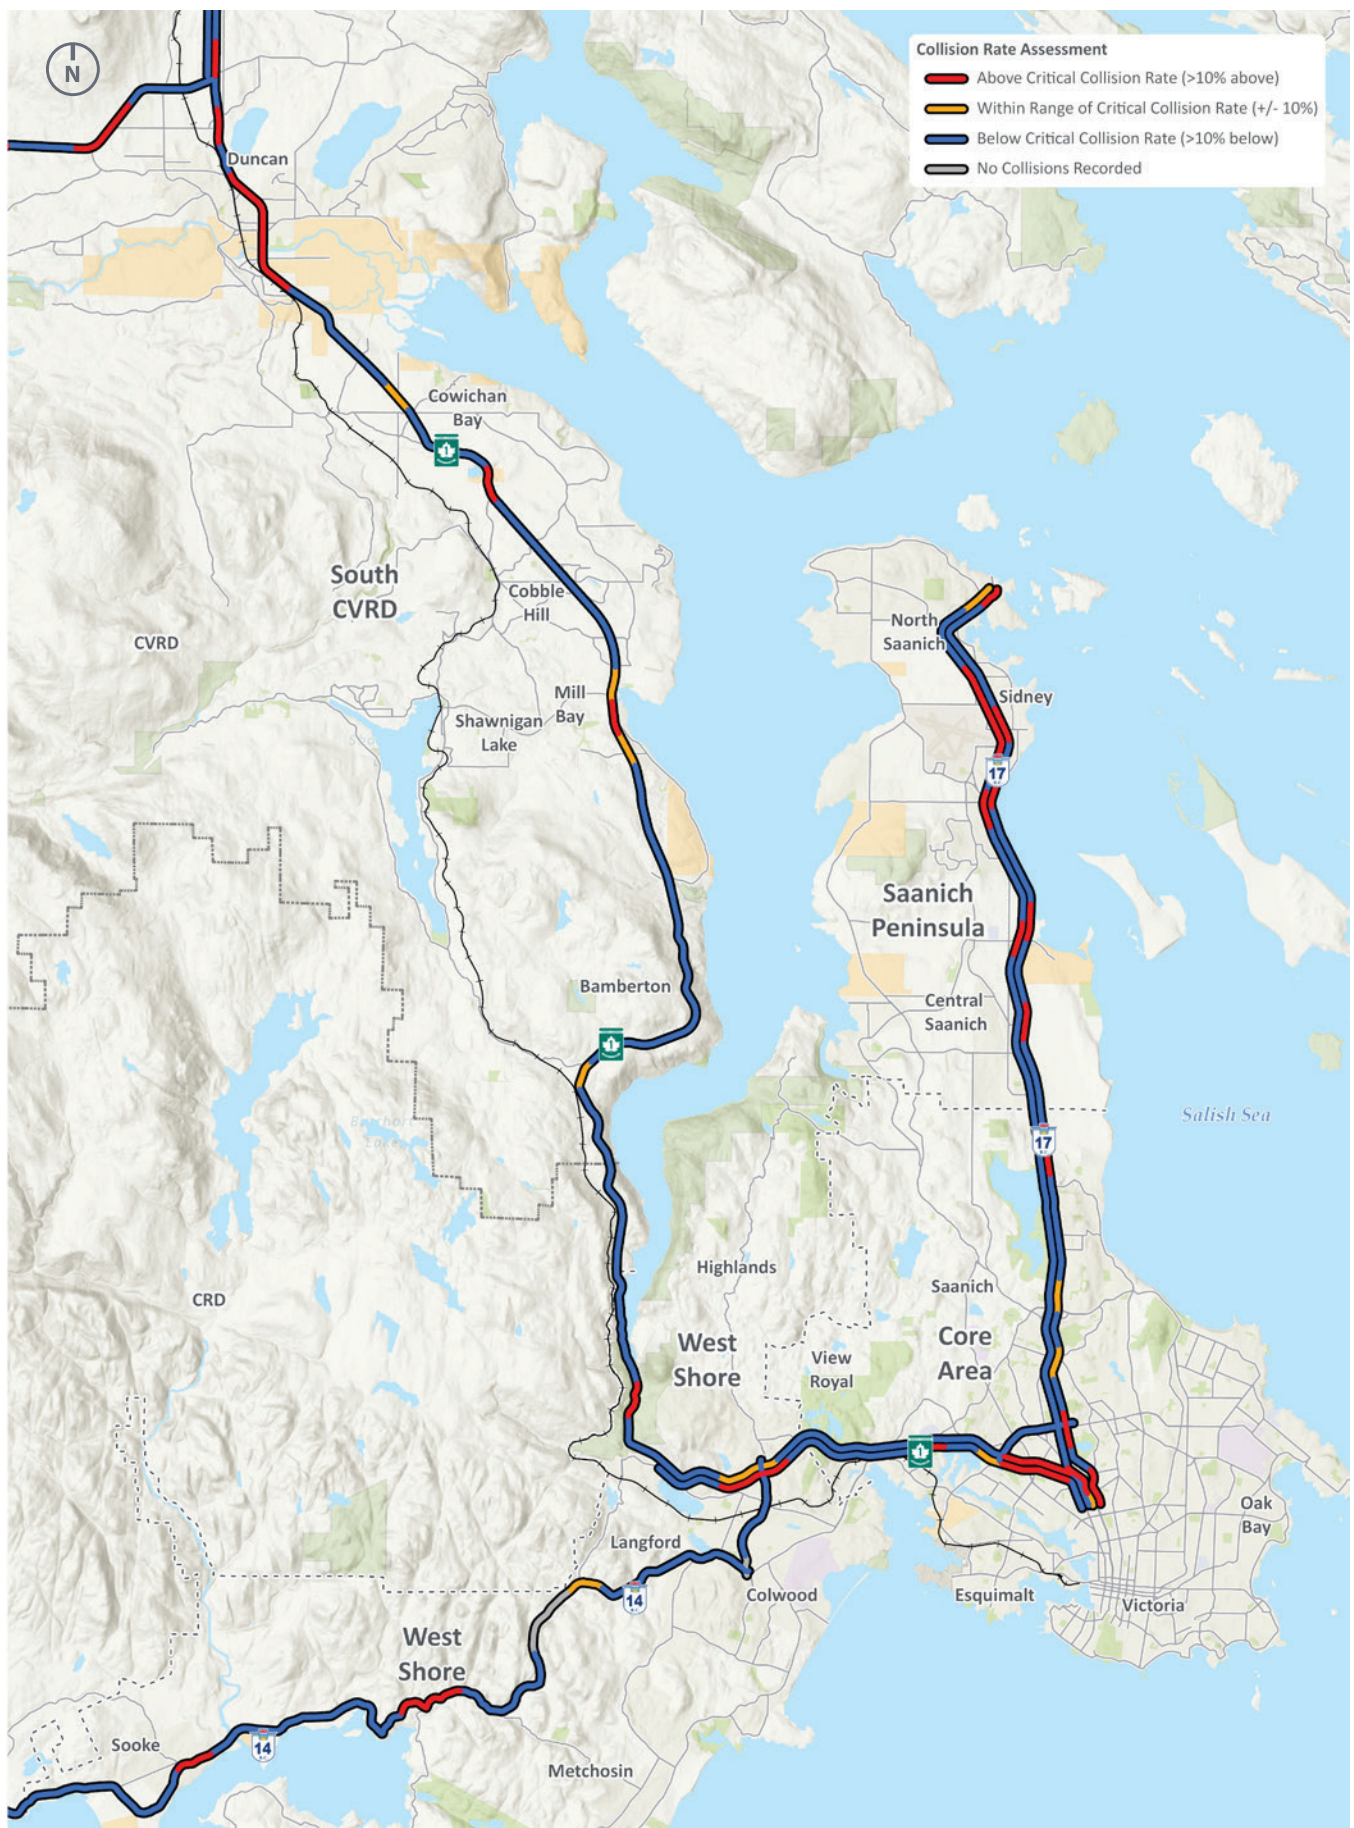 N
Collision Rate Assessment
Above Critical Collision Rate (>10% above)
Within Range of Critical Collision Rate (+/- 10%)
Below Critical Collision Rate (>10% below)
No Collisions Recorded
Duncan
Cowichan
Bay
1
South
CVRD
Cobble
Hill
CVRD
North
Saanich
Mill
Bay
Sidney
Shawnigan
Lake
17
Saanich
Peninsula
Bamberton
Central
Saanich
1
Salish Sea
17
Highlands
Saanich
CRD
West
Shore
Core
Area
View
Royal
1
Oak
Bay
Langford
14
Colwood
Esquimalt
Victoria
West
Shore
Sooke
14
Metchosin